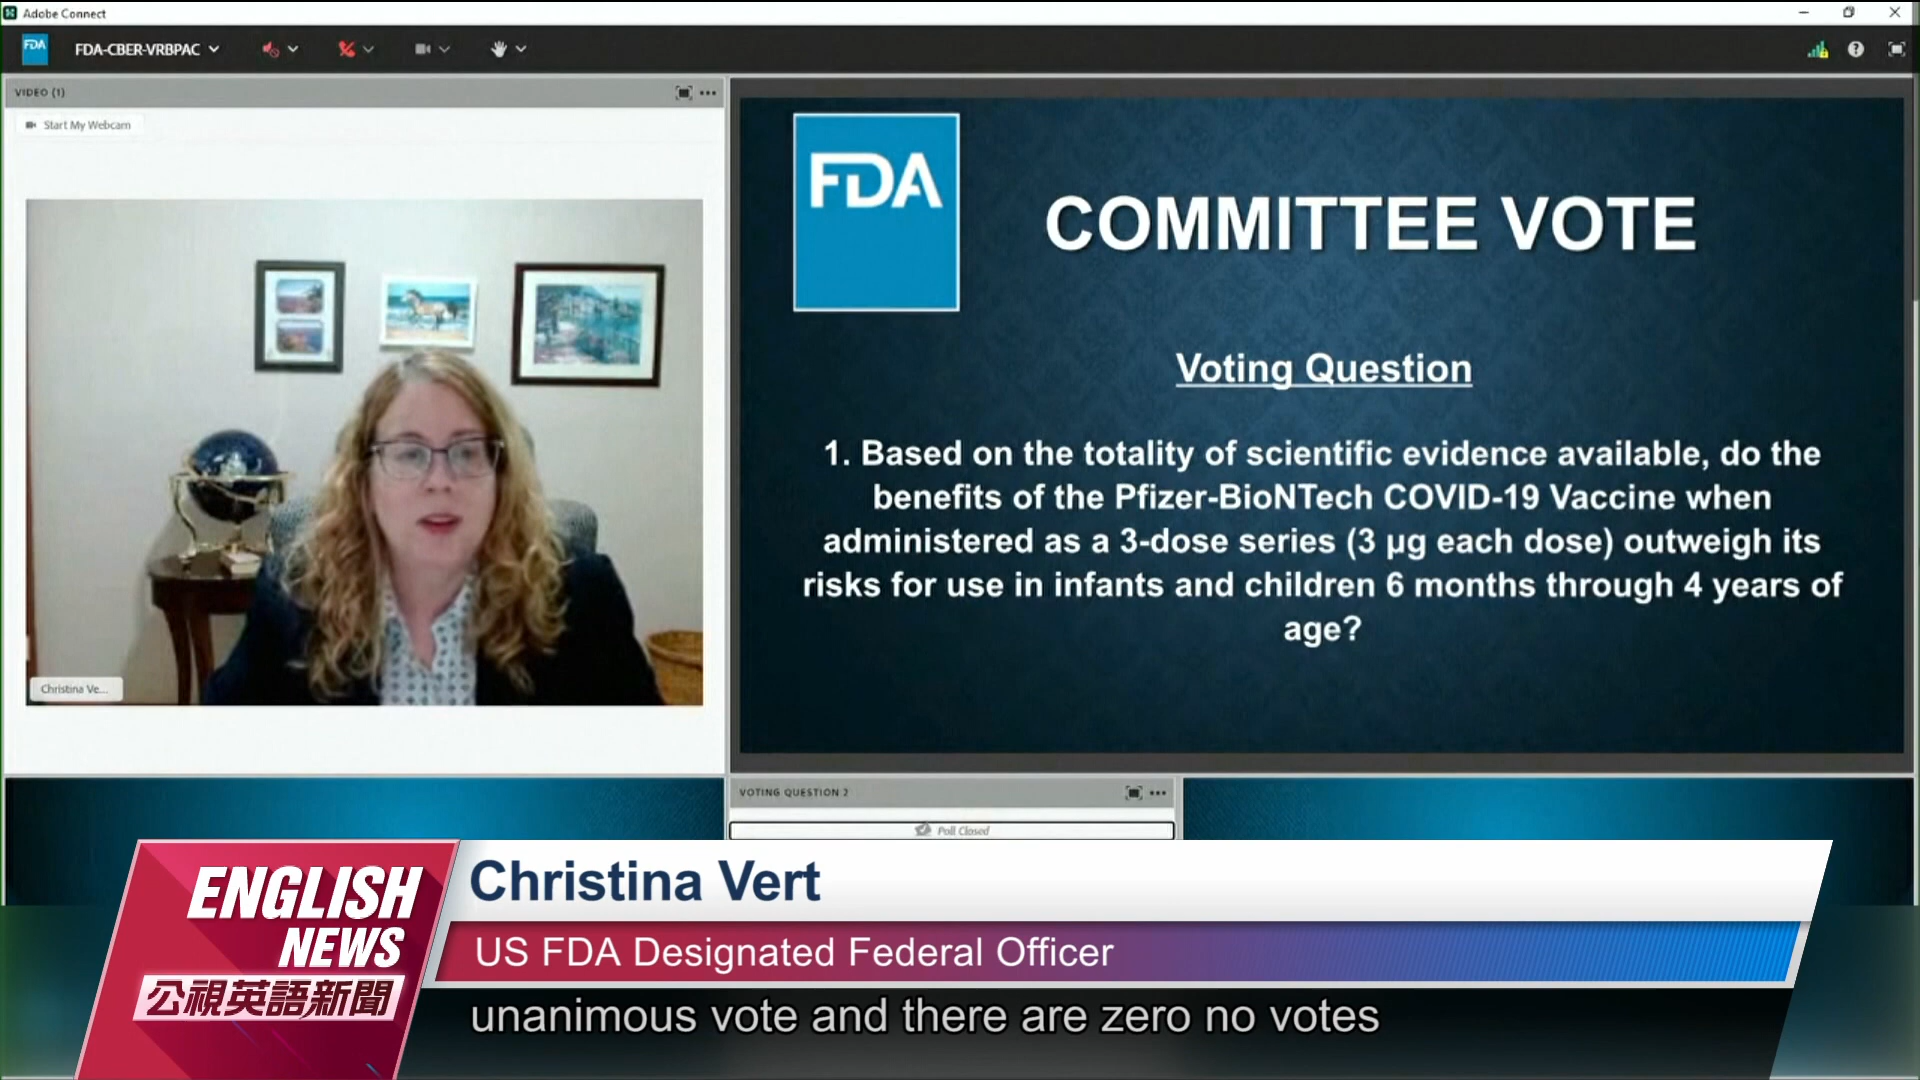 Adobe Connect
FDA
FDA-CBER-VRBPAC
VIDEO (1)
Start My Webcam
Christina Ve...
FDA
COMMITTEE VOTE
Voting Question
1. Based on the totality of scientific evidence available, do the
benefits of the Pfizer-BioNTech COVID-19 Vaccine when
administered as a 3-dose series (3 µg each dose) outweigh its
risks for use in infants and children 6 months through 4 years of
age?
VOTING QUESTION 2
Poll Closed
ENGLISH
NEWS
公視英語新聞
Christina Vert
US FDA Designated Federal Officer
unanimous vote and there are zero no votes